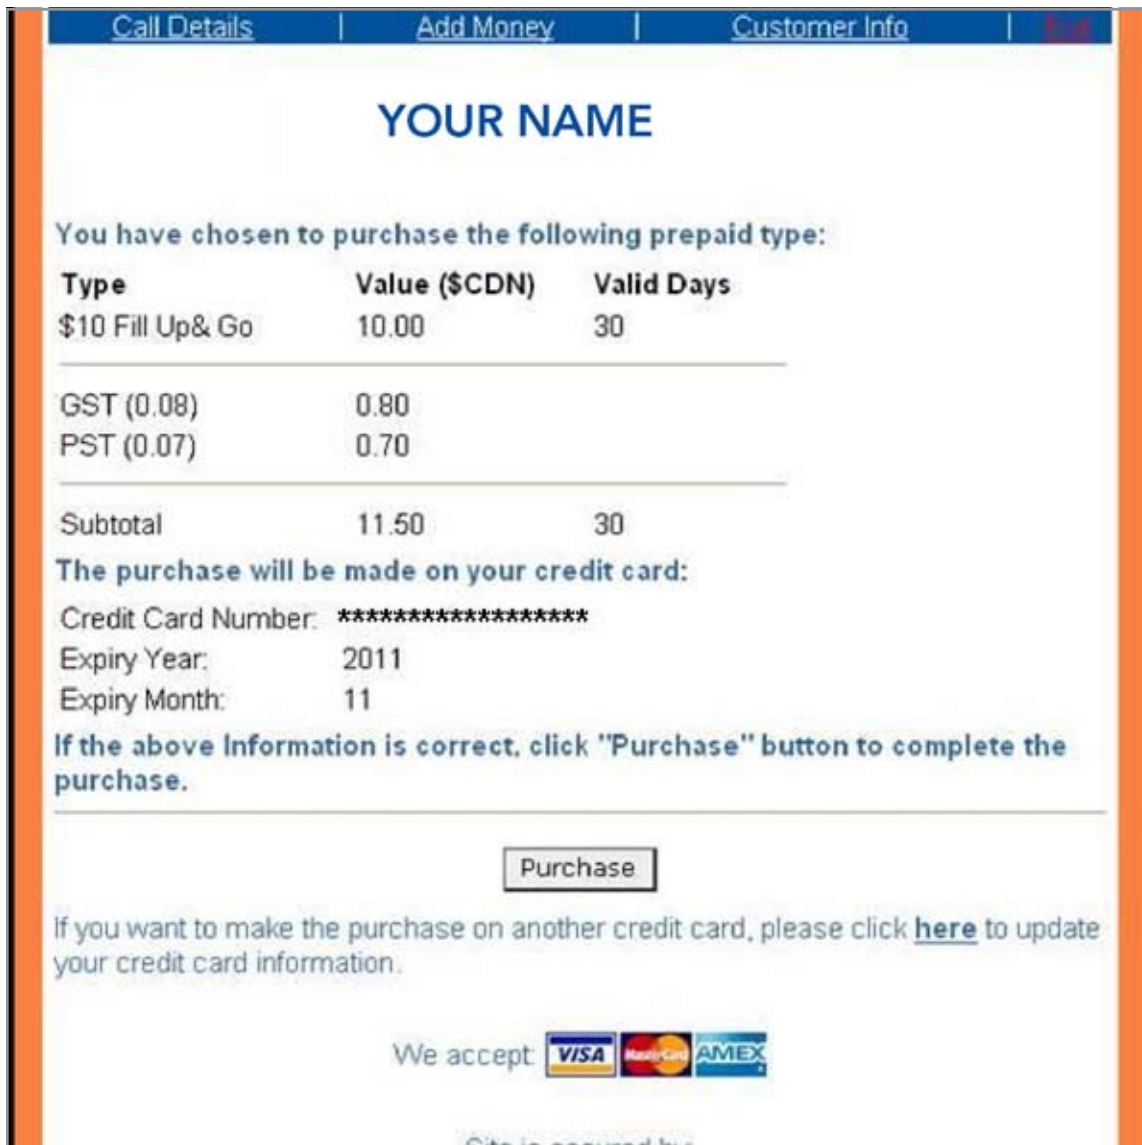 Call Details | Add Money | Customer Info | Exit
YOUR NAME
You have chosen to purchase the following prepaid type:
Type Value ($CDN) Valid Days
$10 Fill Up& Go 10.00 30
GST (0.08) 0.80
PST (0.07) 0.70
Subtotal 11.50 30
The purchase will be made on your credit card:
Credit Card Number: ******************
Expiry Year: 2011
Expiry Month: 11
If the above Information is correct, click "Purchase" button to complete the
purchase.
Purchase
If you want to make the purchase on another credit card, please click here to update
your credit card information.
We accept: VISA MasterCard AMEX
Site is secured by: